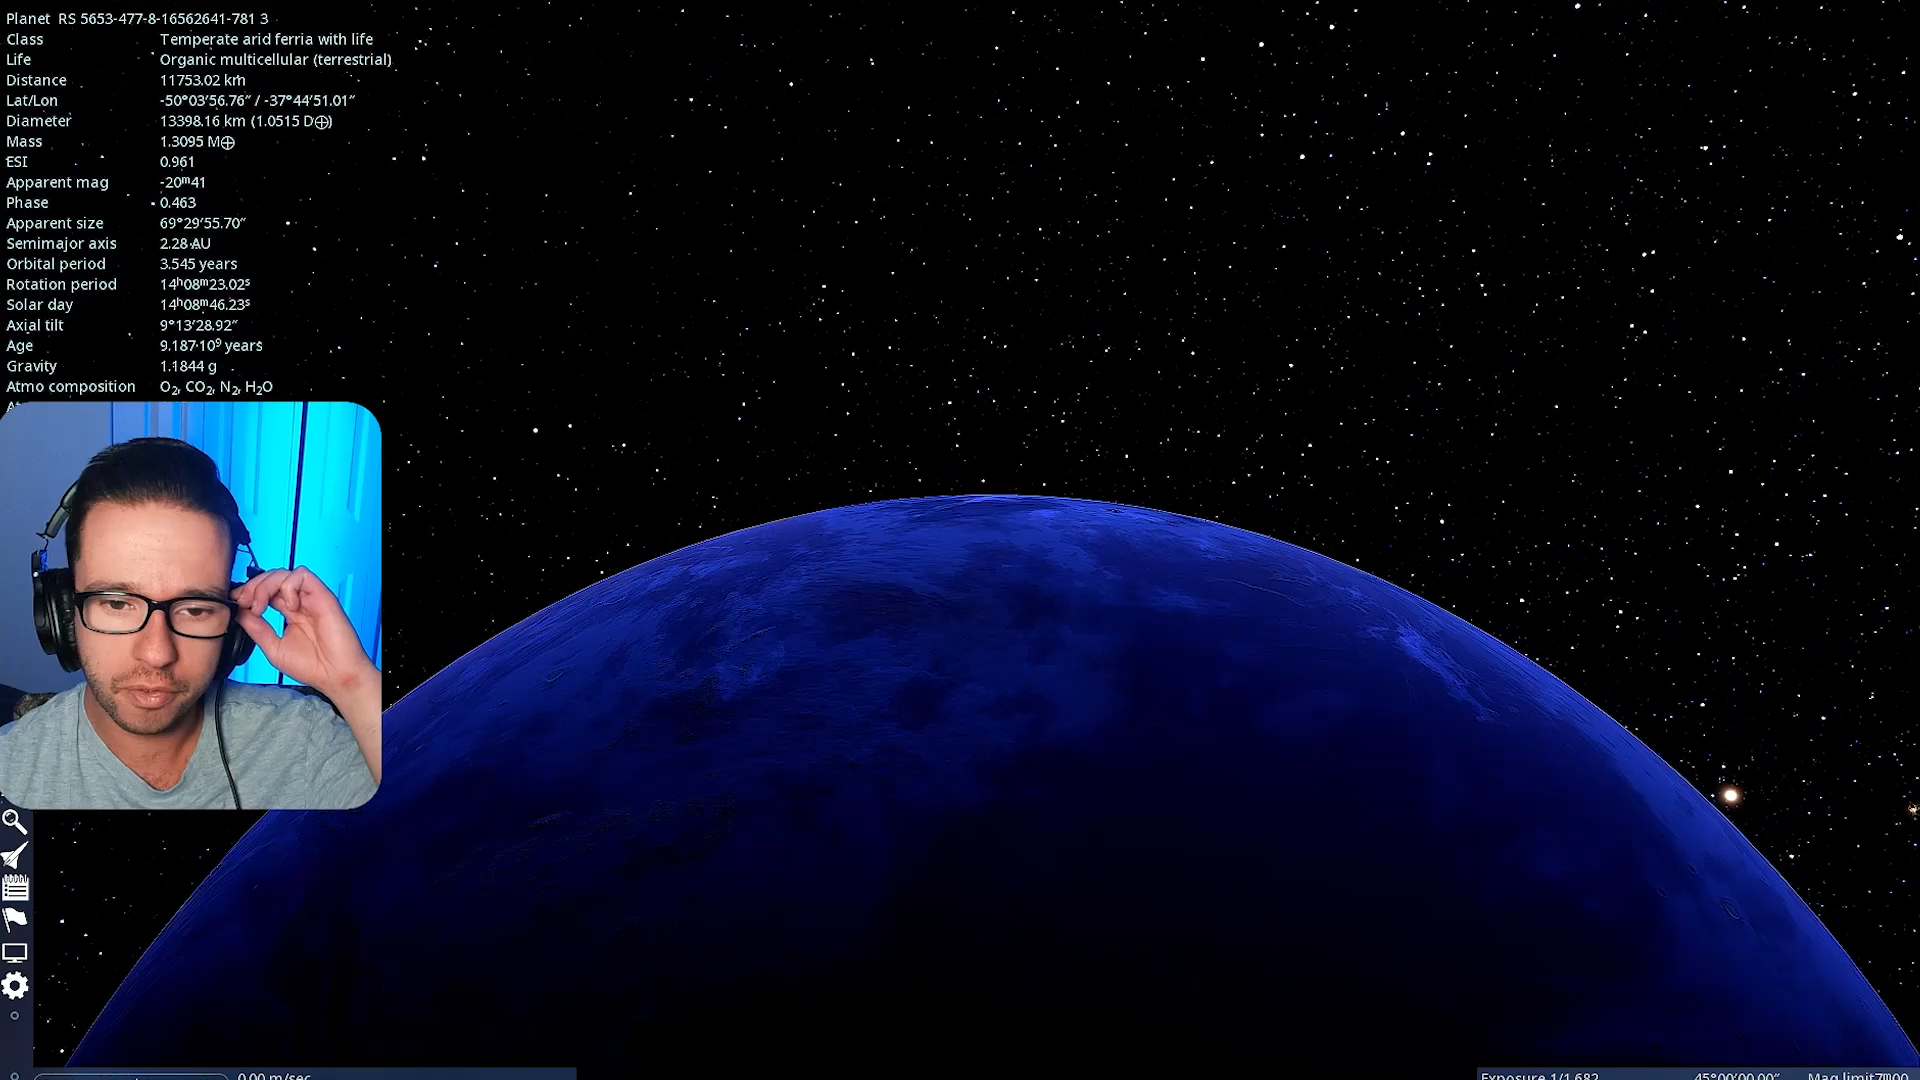 Planet RS 5653-477-8-16562641-781 3
Class Temperate arid ferria with life
Life Organic multicellular (terrestrial)
Distance 11753.02 km
Lat/Lon -50°03′56.76″ / -37°44′51.01″
Diameter 13398.16 km (1.0515 D⊕)
Mass 1.3095 M⊕
ESI 0.961
Apparent mag -20ᵐ41
Phase 0.463
Apparent size 69°29′55.70″
Semimajor axis 2.28 AU
Orbital period 3.545 years
Rotation period 14ʰ08ᵐ23.02ˢ
Solar day 14ʰ08ᵐ46.23ˢ
Axial tilt 9°13′28.92″
Age 9.187·10⁹ years
Gravity 1.1844 g
Atmo composition O₂, CO₂, N₂, H₂O
0.00 m/sec
Exposure 1/1.682 45°00′00.00″ Mag limit 7ᵐ00